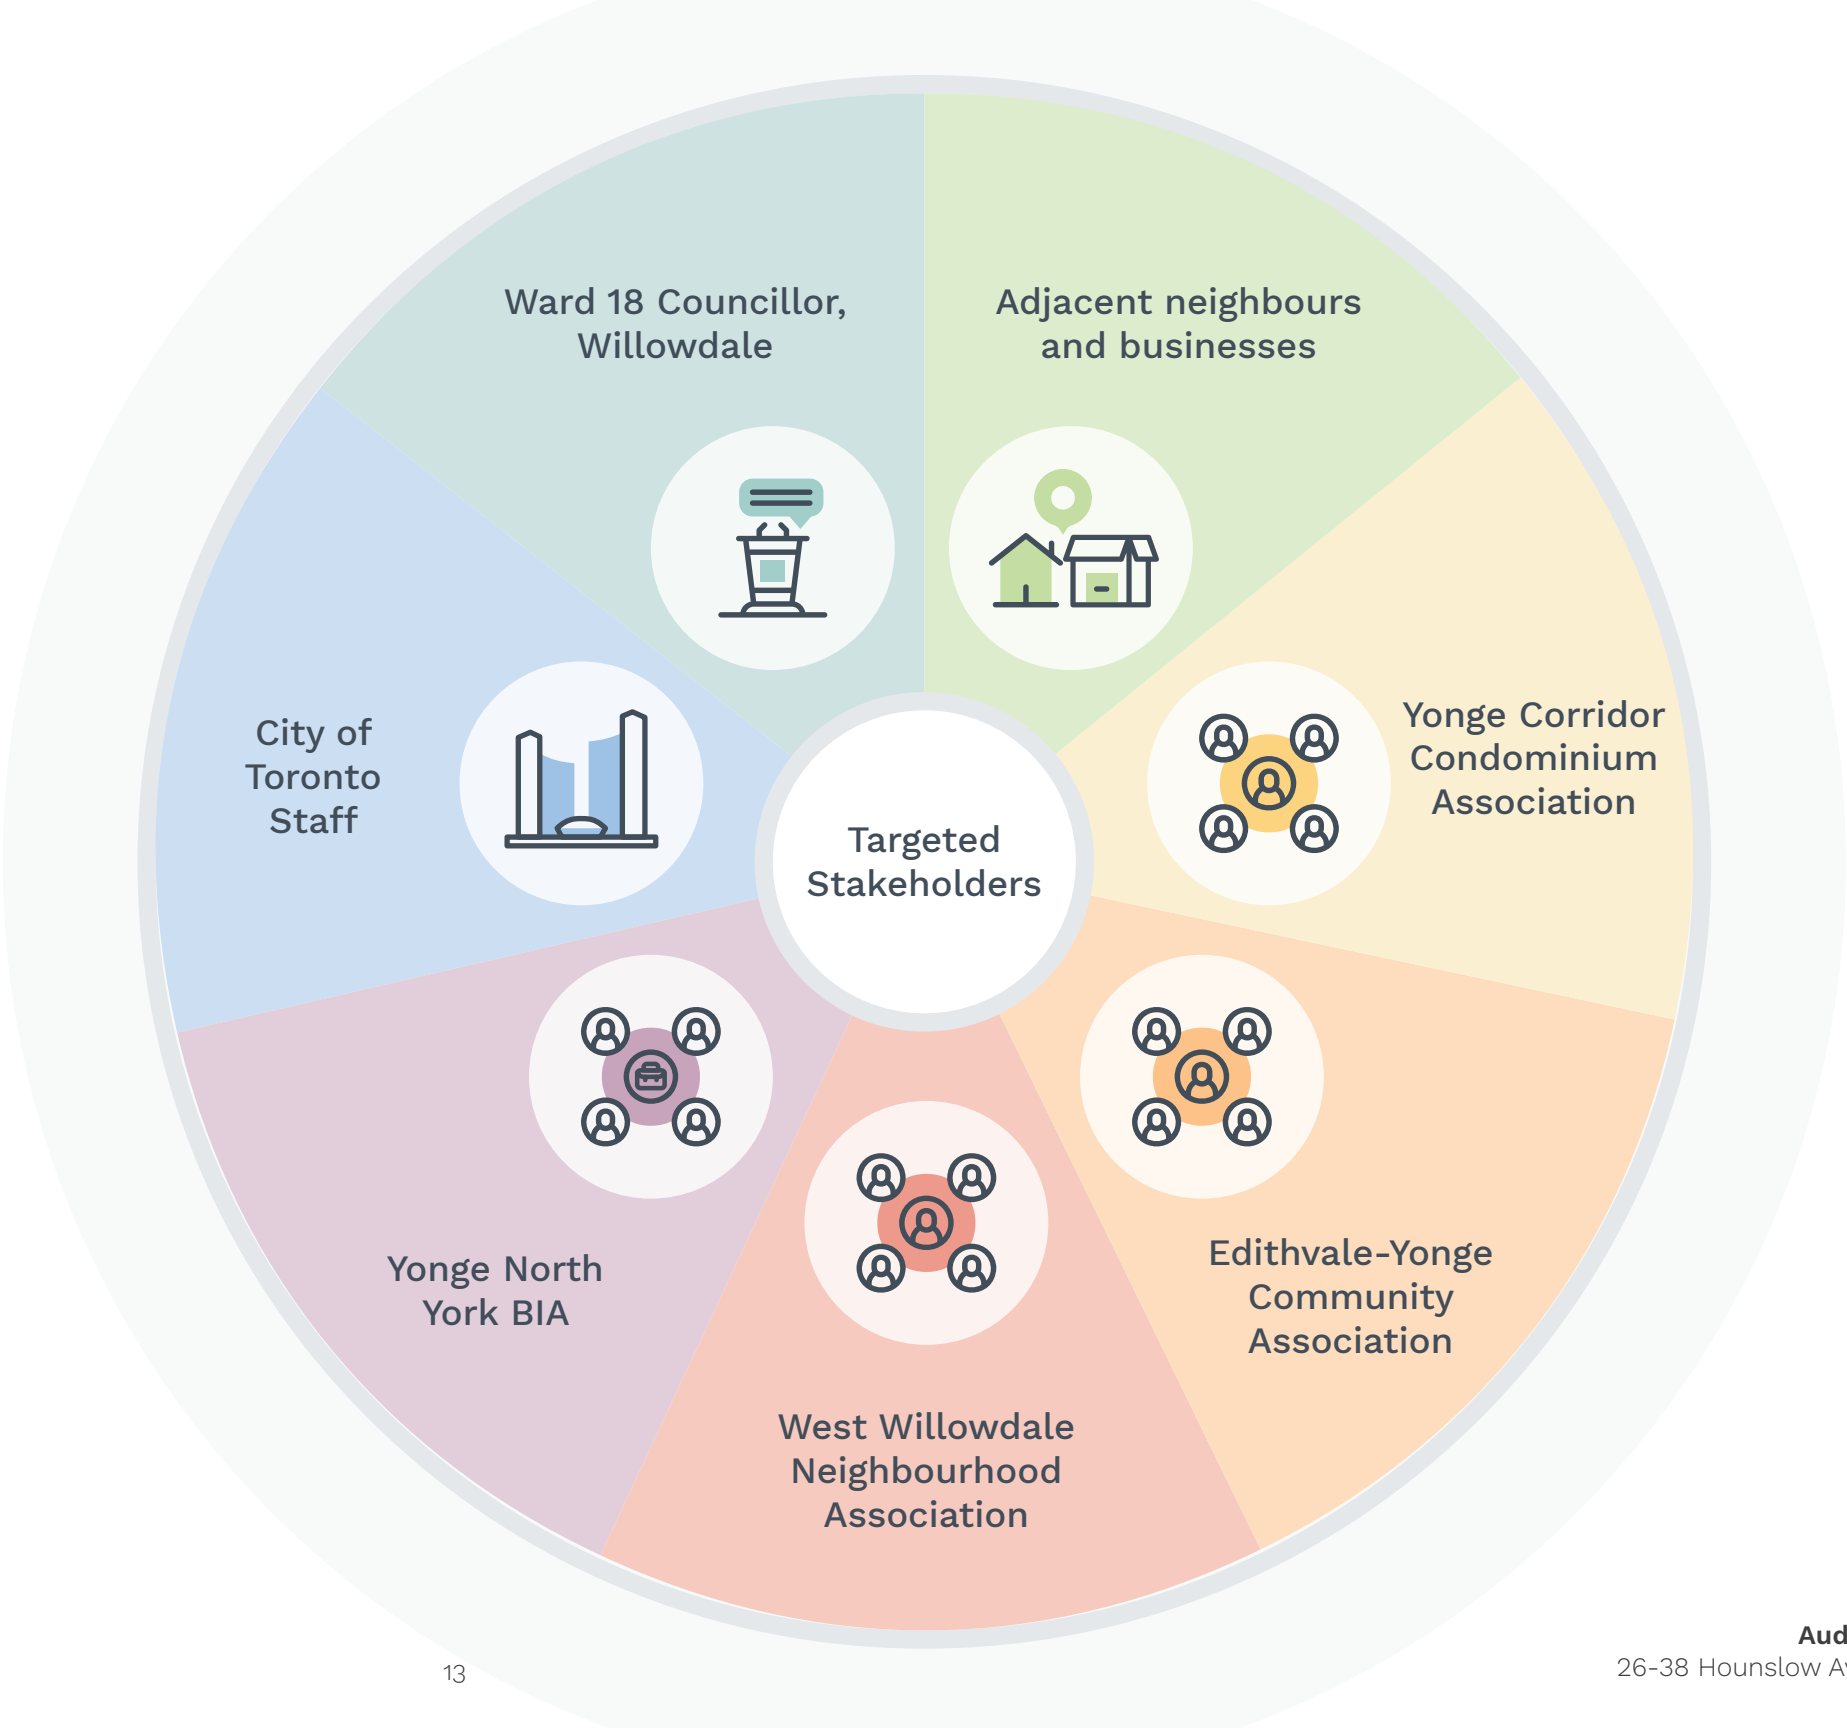 Ward 18 Councillor,
Willowdale
Adjacent neighbours
and businesses
Yonge Corridor
Condominium
Association
City of
Toronto
Staff
Targeted
Stakeholders
Edithvale-Yonge
Community
Association
Yonge North
York BIA
West Willowdale
Neighbourhood
Association
13
26-38 Hounslow